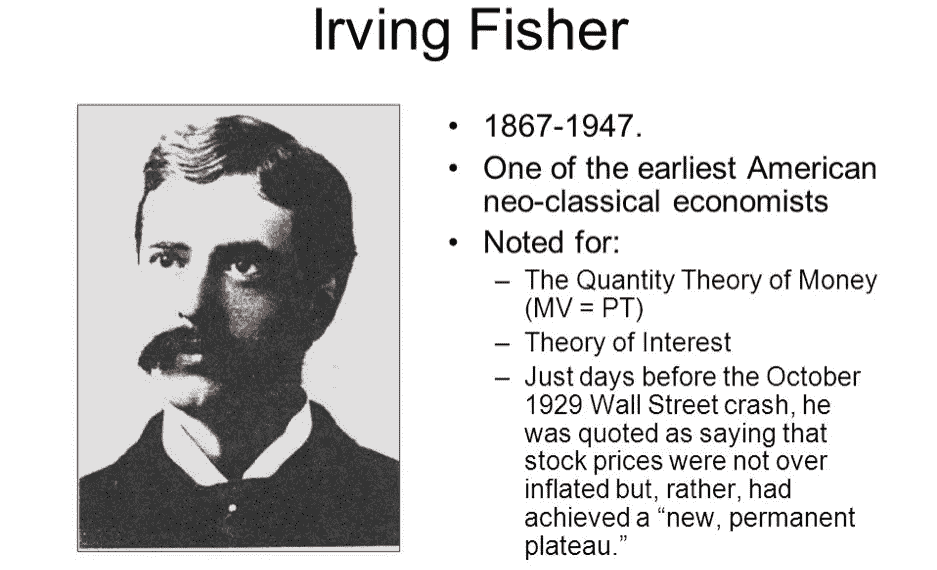 Irving Fisher
• 1867-1947.
• One of the earliest American
neo-classical economists
• Noted for:
– The Quantity Theory of Money
(MV = PT)
– Theory of Interest
– Just days before the October
1929 Wall Street crash, he
was quoted as saying that
stock prices were not over
inflated but, rather, had
achieved a “new, permanent
plateau.”